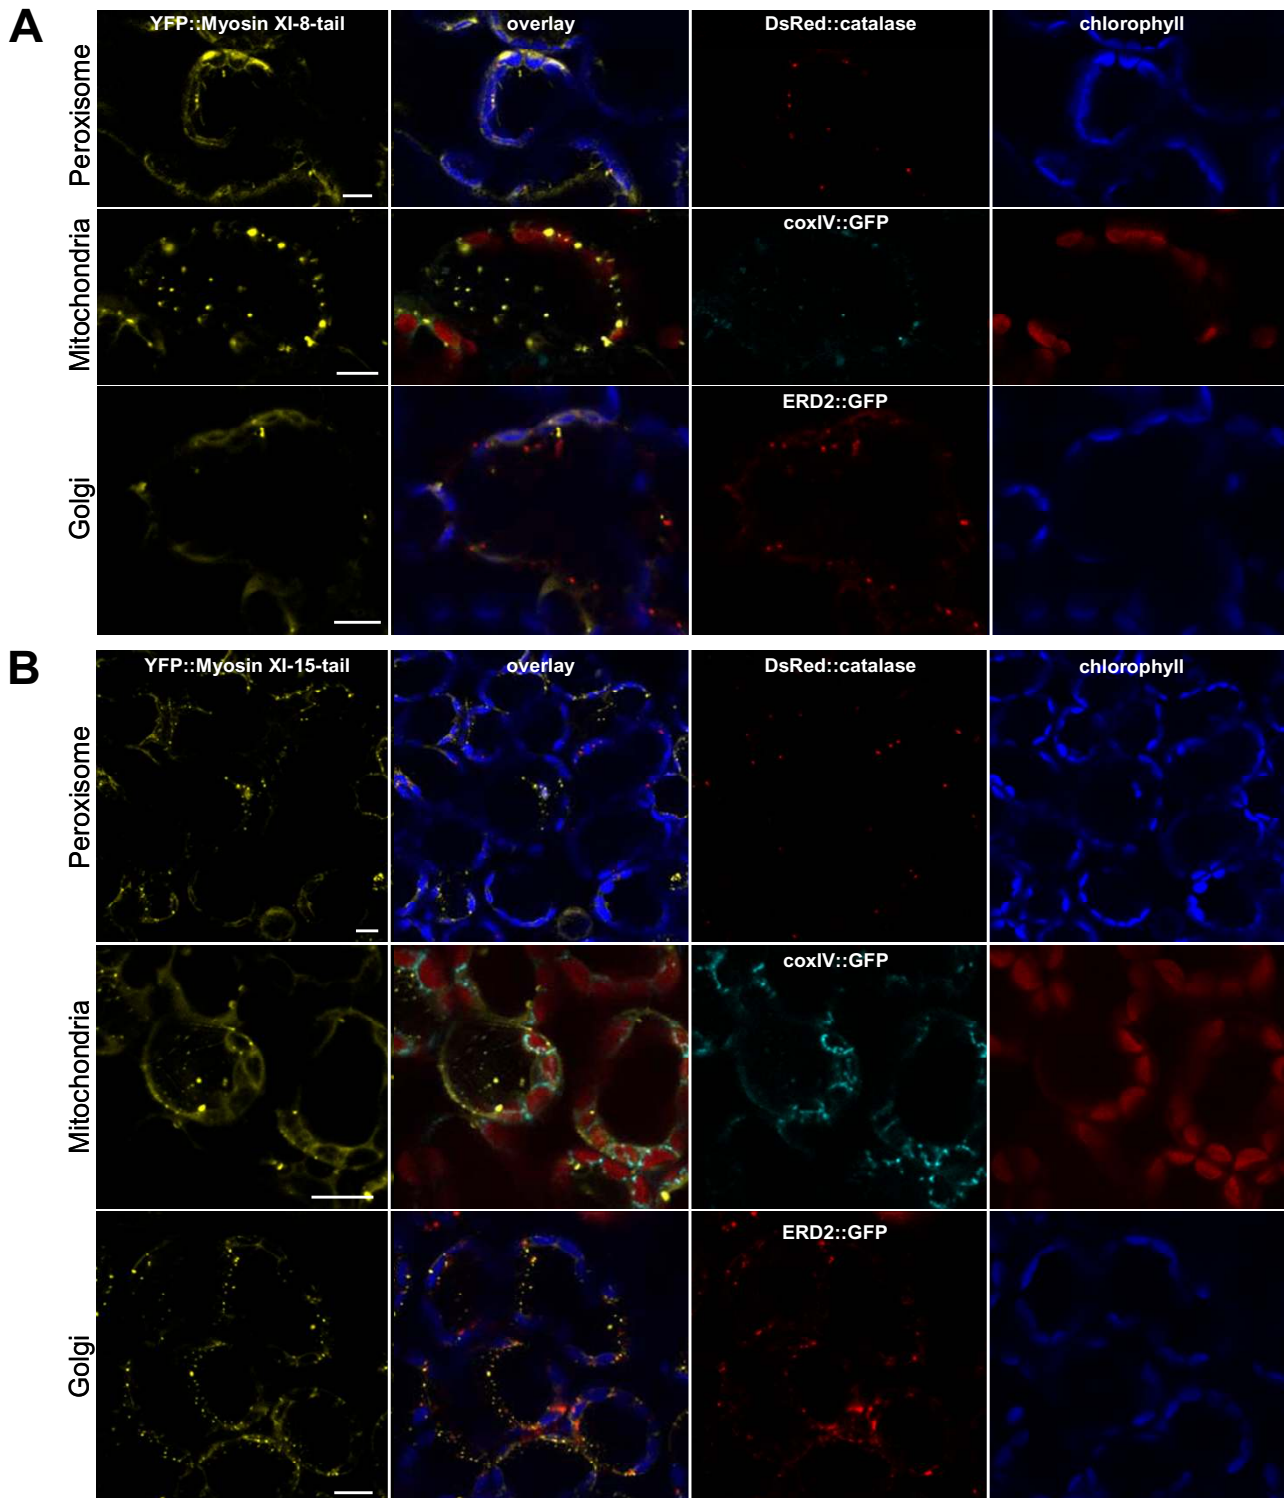 A
YFP::Myosin XI-8-tail
overlay
DsRed::catalase
chlorophyll
Peroxisome
coxIV::GFP
Mitochondria
ERD2::GFP
Golgi
B
YFP::Myosin XI-15-tail
overlay
DsRed::catalase
chlorophyll
Peroxisome
coxIV::GFP
Mitochondria
ERD2::GFP
Golgi